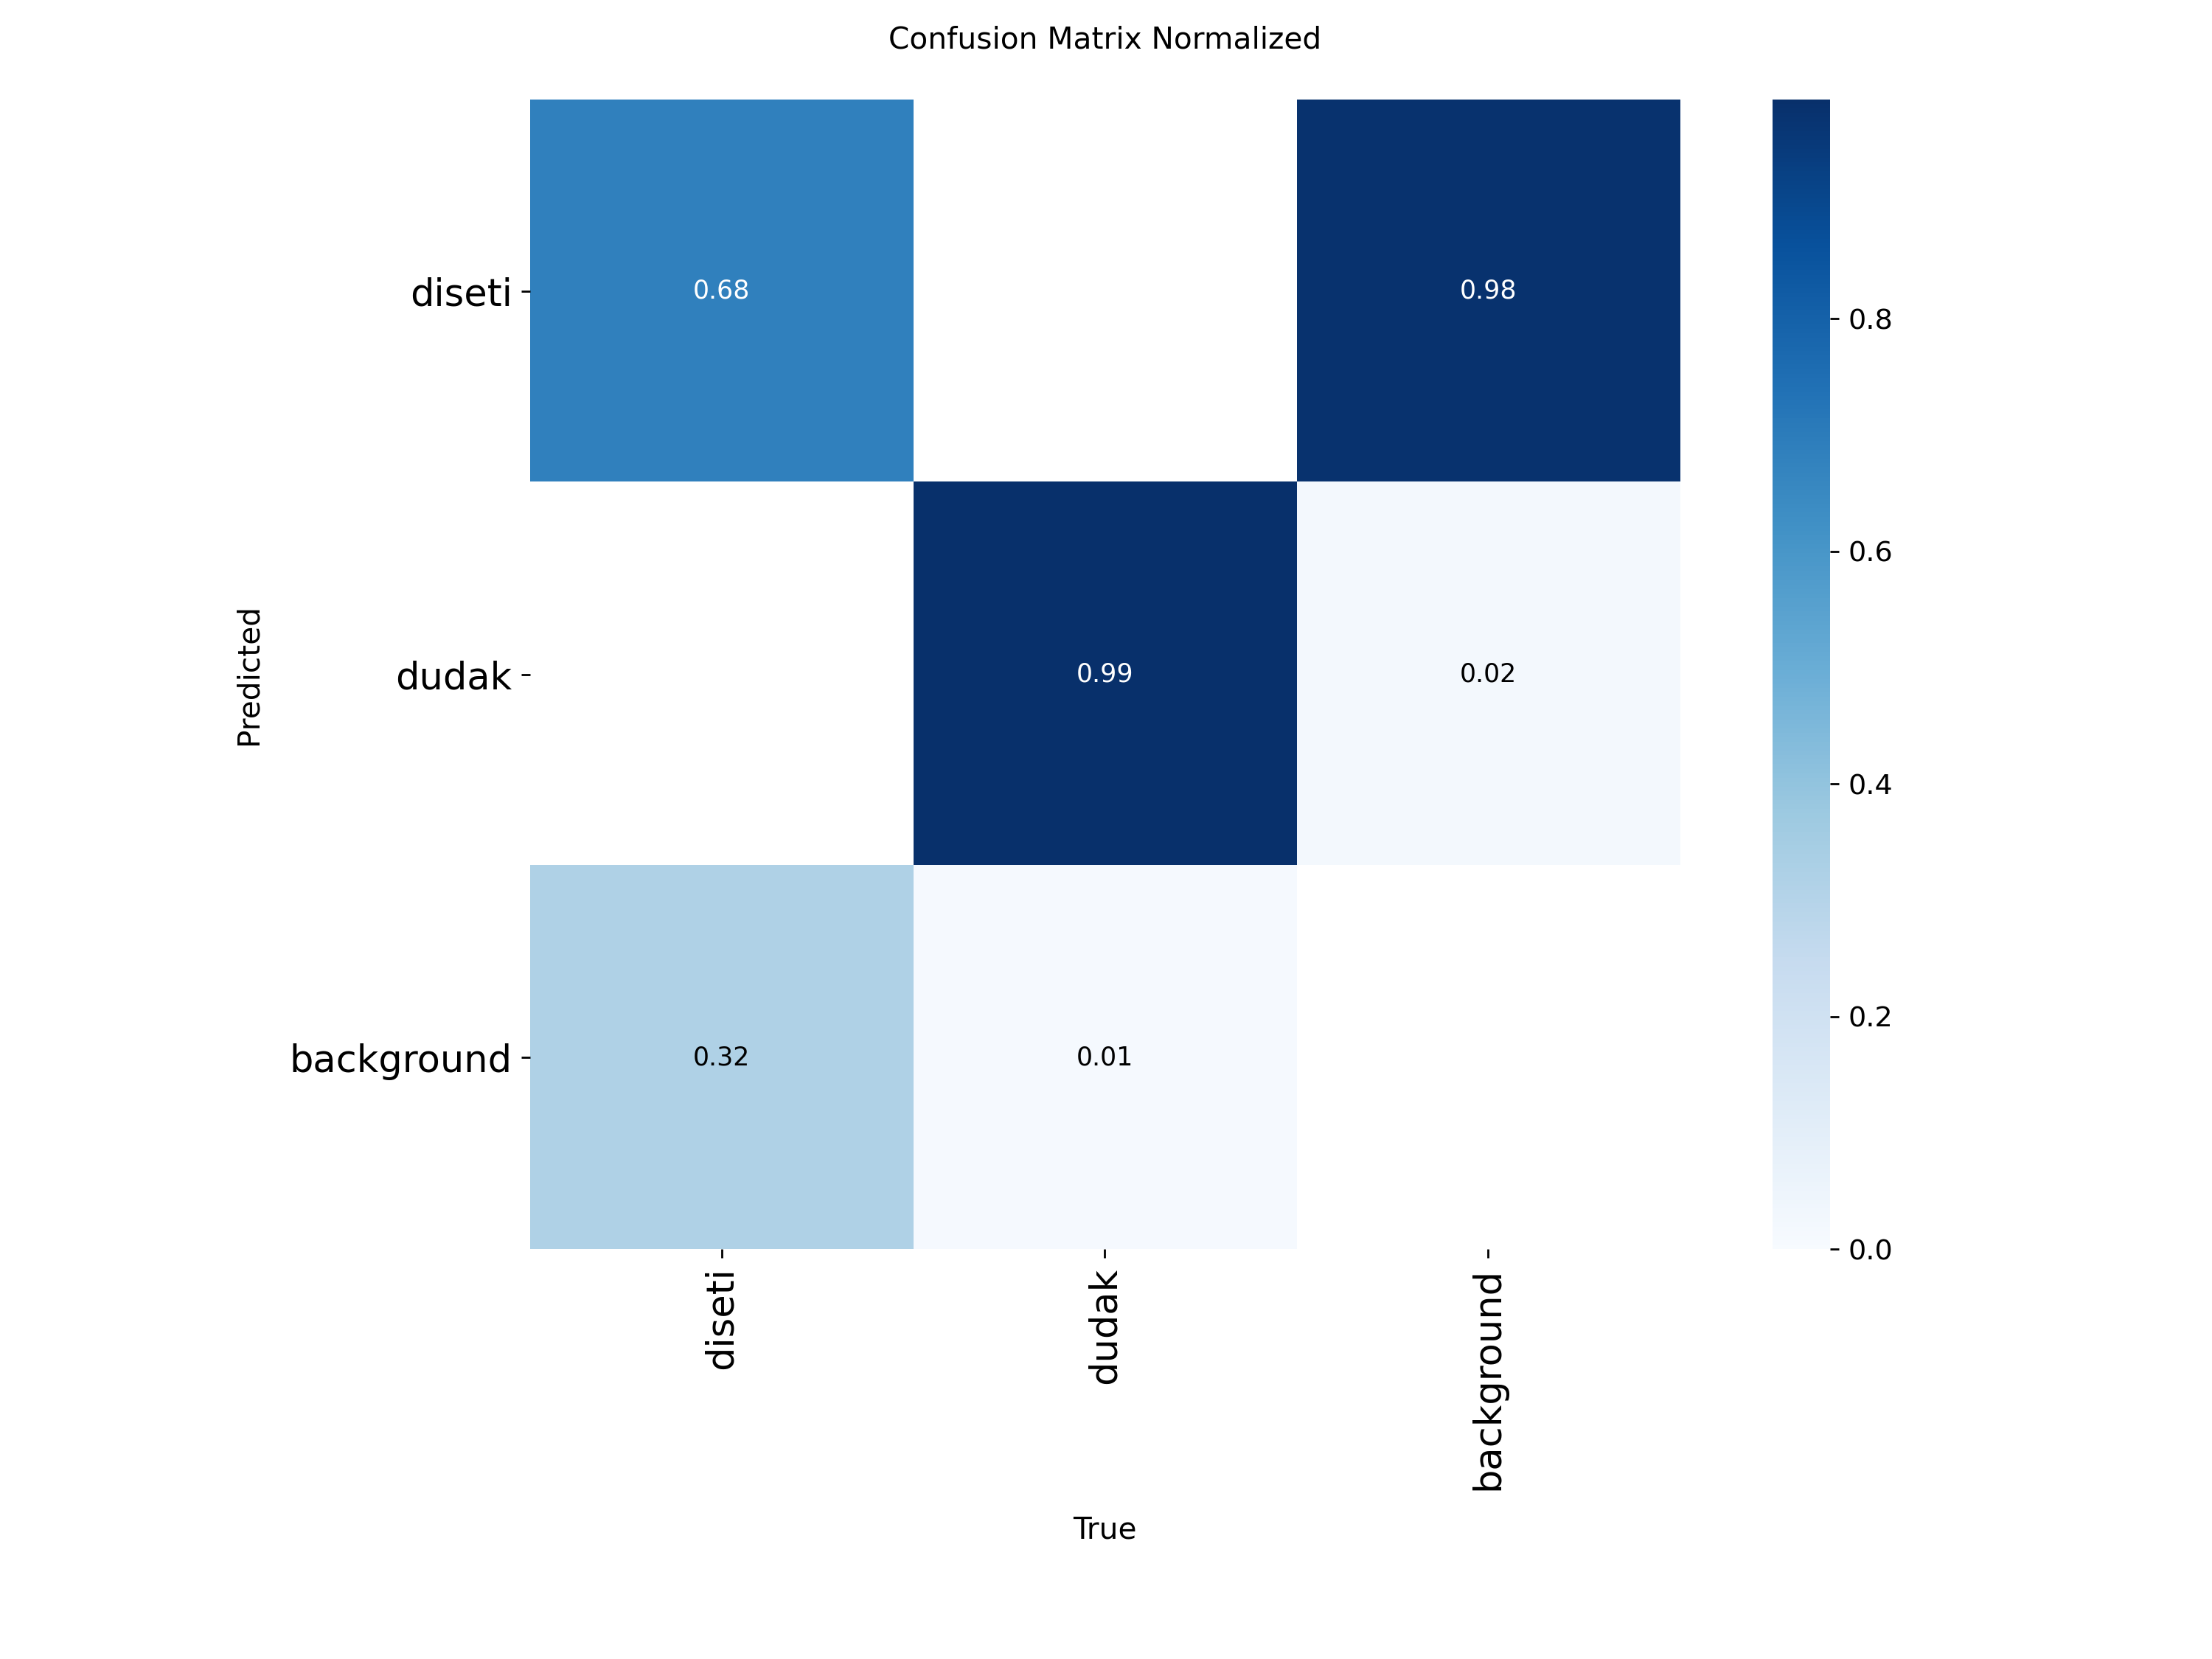 Confusion Matrix Normalized
diseti
0.68
0.98
0.8
0.6
Predicted
dudak
0.99
0.02
0.4
background
0.32
0.01
0.2
0.0
diseti
dudak
background
True